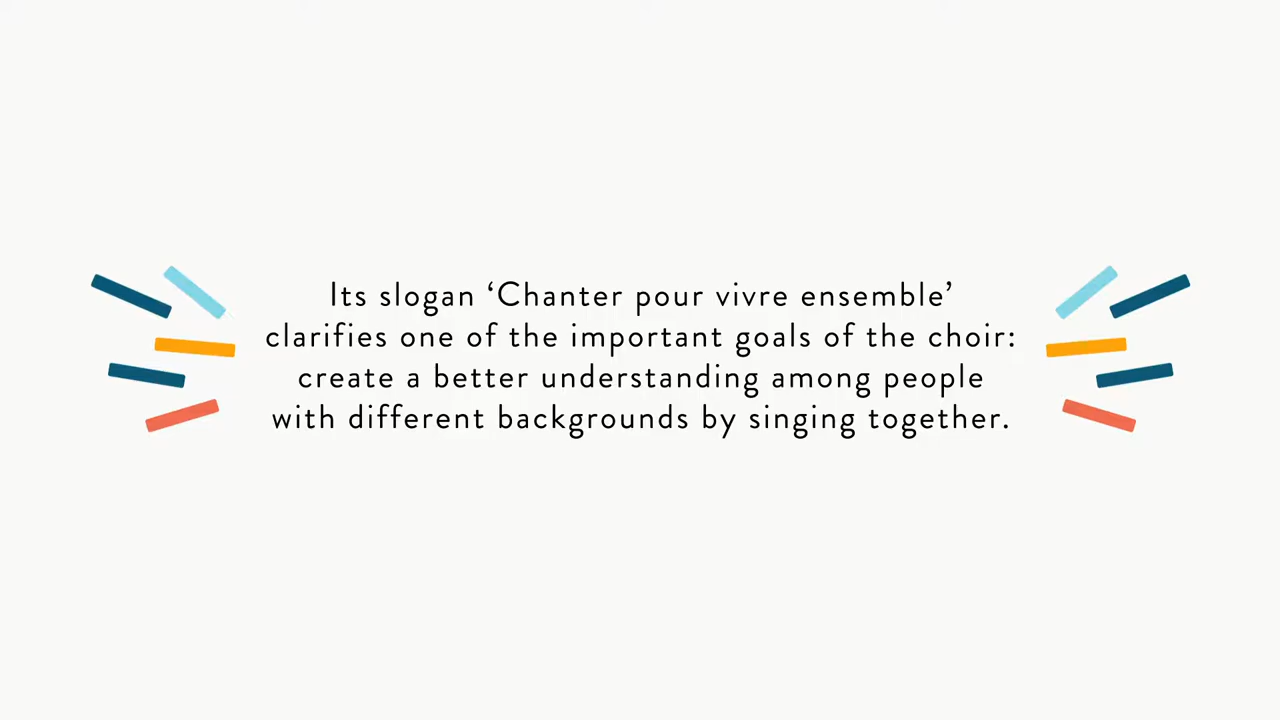 Its slogan ‘Chanter pour vivre ensemble’
clarifies one of the important goals of the choir:
create a better understanding among people
with different backgrounds by singing together.